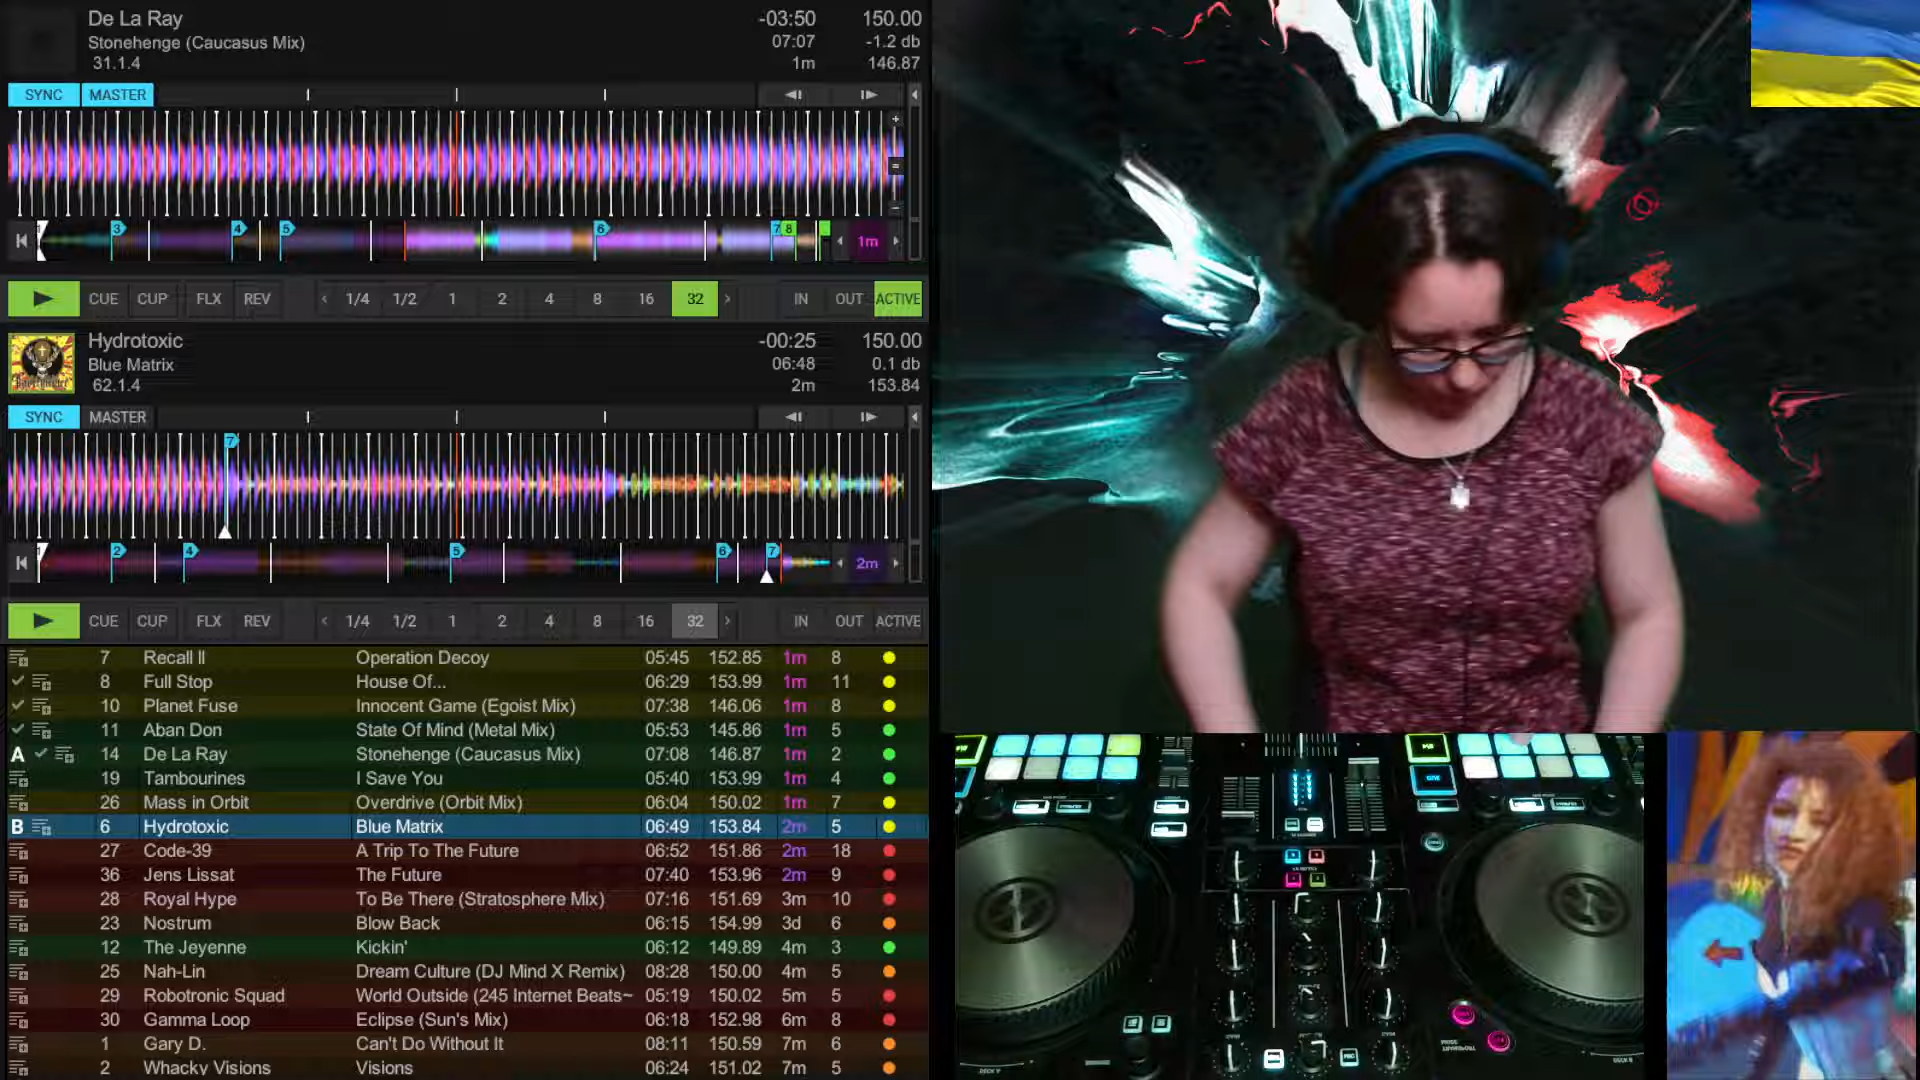 De La Ray -03:50 150.00
Stonehenge (Caucasus Mix) 07:07 -1.2 db
31.1.4 1m 146.87
SYNC MASTER
3 4 5 6 7 8 1m
CUE CUP FLX REV 1/4 1/2 1 2 4 8 16 32 IN OUT ACTIVE
Hydrotoxic -00:25 150.00
Blue Matrix 06:48 0.1 db
62.1.4 2m 153.84
SYNC MASTER
7
2 4 5 6 7 2m
CUE CUP FLX REV 1/4 1/2 1 2 4 8 16 32 IN OUT ACTIVE
7 Recall II Operation Decoy 05:45 152.85 1m 8
8 Full Stop House Of... 06:29 153.99 1m 11
10 Planet Fuse Innocent Game (Egoist Mix) 07:38 146.06 1m 8
11 Aban Don State Of Mind (Metal Mix) 05:53 145.86 1m 5
A 14 De La Ray Stonehenge (Caucasus Mix) 07:08 146.87 1m 2
19 Tambourines I Save You 05:40 153.99 1m 4
26 Mass in Orbit Overdrive (Orbit Mix) 06:04 150.02 1m 7
B 6 Hydrotoxic Blue Matrix 06:49 153.84 2m 5
27 Code-39 A Trip To The Future 06:52 151.86 2m 18
36 Jens Lissat The Future 07:40 153.96 2m 9
28 Royal Hype To Be There (Stratosphere Mix) 07:16 151.69 3m 10
23 Nostrum Blow Back 06:15 154.99 3d 6
12 The Jeyenne Kickin' 06:12 149.89 4m 3
25 Nah-Lin Dream Culture (DJ Mind X Remix) 08:28 150.00 4m 5
29 Robotronic Squad World Outside (245 Internet Beats~ 05:19 150.02 5m 5
30 Gamma Loop Eclipse (Sun's Mix) 06:18 152.98 6m 8
1 Gary D. Can't Do Without It 08:11 150.59 7m 6
2 Whacky Visions Visions 06:24 151.02 7m 5